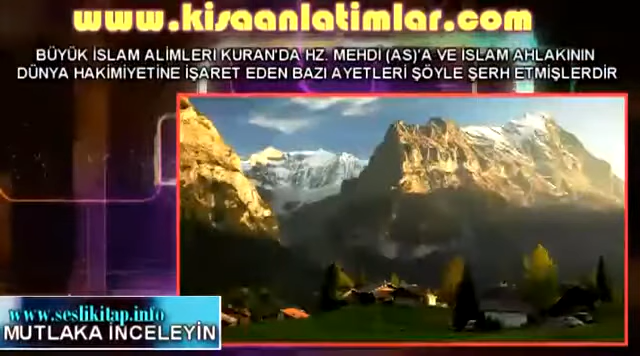 www.kisaanlatimlar.com
BÜYÜK İSLAM ALİMLERI KURAN'DA HZ. MEHDI (AS)'A VE ISLAM AHLAKININ
DÜNYA HAKİMİYETİNE İŞARET EDEN BAZI AYETLERİ ŞÖYLE ŞERH ETMİŞLERDİR
www.seslikitap.info
MUTLAKA İNCELEYİN